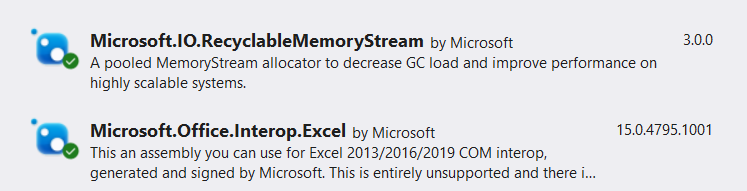 Microsoft.IO.RecyclableMemoryStream by Microsoft 3.0.0
A pooled MemoryStream allocator to decrease GC load and improve performance on
highly scalable systems.
Microsoft.Office.Interop.Excel by Microsoft 15.0.4795.1001
This an assembly you can use for Excel 2013/2016/2019 COM interop,
generated and signed by Microsoft. This is entirely unsupported and there i...